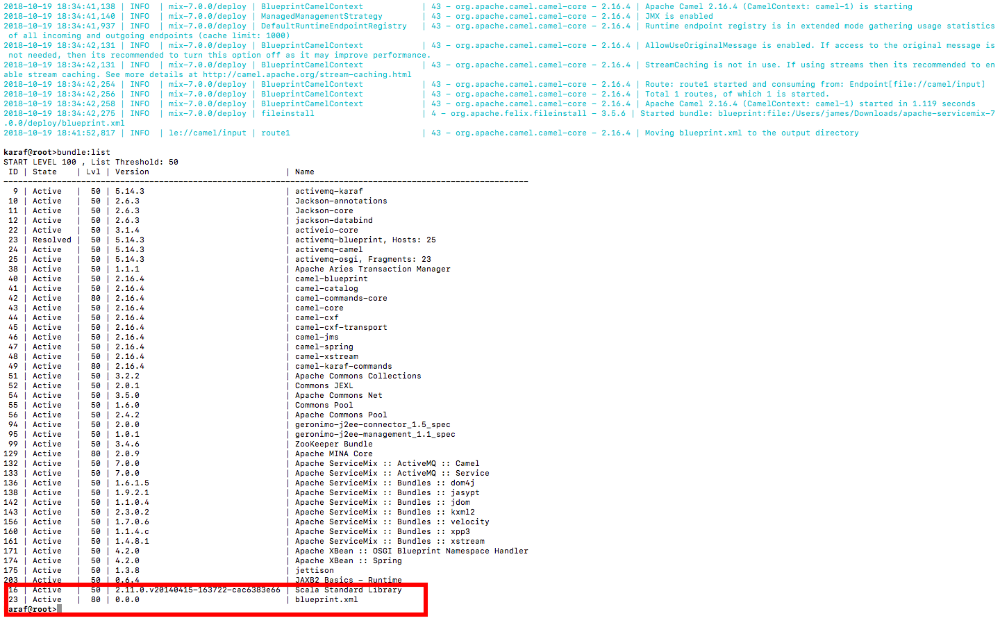 2018-10-19 18:34:41,138 | INFO  | mix-7.0.0/deploy | BlueprintCamelContext            | 43 - org.apache.camel.camel-core - 2.16.4 | Apache Camel 2.16.4 (CamelContext: camel-1) is starting
2018-10-19 18:34:41,140 | INFO  | mix-7.0.0/deploy | ManagedManagementStrategy        | 43 - org.apache.camel.camel-core - 2.16.4 | JMX is enabled
2018-10-19 18:34:41,937 | INFO  | mix-7.0.0/deploy | DefaultRuntimeEndpointRegistry   | 43 - org.apache.camel.camel-core - 2.16.4 | Runtime endpoint registry is in extended mode gathering usage statistics
of all incoming and outgoing endpoints (cache limit: 1000)
2018-10-19 18:34:42,131 | INFO  | mix-7.0.0/deploy | BlueprintCamelContext            | 43 - org.apache.camel.camel-core - 2.16.4 | AllowUseOriginalMessage is enabled. If access to the original message is
not needed, then its recommended to turn this option off as it may improve performance.
2018-10-19 18:34:42,131 | INFO  | mix-7.0.0/deploy | BlueprintCamelContext            | 43 - org.apache.camel.camel-core - 2.16.4 | StreamCaching is not in use. If using streams then its recommended to en
able stream caching. See more details at http://camel.apache.org/stream-caching.html
2018-10-19 18:34:42,254 | INFO  | mix-7.0.0/deploy | BlueprintCamelContext            | 43 - org.apache.camel.camel-core - 2.16.4 | Route: route1 started and consuming from: Endpoint[file://camel/input]
2018-10-19 18:34:42,256 | INFO  | mix-7.0.0/deploy | BlueprintCamelContext            | 43 - org.apache.camel.camel-core - 2.16.4 | Total 1 routes, of which 1 is started.
2018-10-19 18:34:42,258 | INFO  | mix-7.0.0/deploy | BlueprintCamelContext            | 43 - org.apache.camel.camel-core - 2.16.4 | Apache Camel 2.16.4 (CamelContext: camel-1) started in 1.119 seconds
2018-10-19 18:34:42,275 | INFO  | mix-7.0.0/deploy | fileinstall                      | 4 - org.apache.felix.fileinstall - 3.5.6 | Started bundle: blueprint:file:/Users/james/Downloads/apache-servicemix-7
.0.0/deploy/blueprint.xml
2018-10-19 18:41:52,817 | INFO  | le://camel/input | route1                           | 43 - org.apache.camel.camel-core - 2.16.4 | Moving blueprint.xml to the output directory
karaf@root>bundle:list
START LEVEL 100 , List Threshold: 50
ID | State    | Lvl | Version                            | Name
9 | Active   |  50 | 5.14.3                             | activemq-karaf
10 | Active   |  50 | 2.6.3                              | Jackson-annotations
11 | Active   |  50 | 2.6.3                              | Jackson-core
12 | Active   |  50 | 2.6.3                              | jackson-databind
22 | Active   |  50 | 3.1.4                              | activeio-core
23 | Resolved |  50 | 5.14.3                             | activemq-blueprint, Hosts: 25
24 | Active   |  50 | 5.14.3                             | activemq-camel
25 | Active   |  50 | 5.14.3                             | activemq-osgi, Fragments: 23
38 | Active   |  50 | 1.1.1                              | Apache Aries Transaction Manager
40 | Active   |  50 | 2.16.4                             | camel-blueprint
41 | Active   |  50 | 2.16.4                             | camel-catalog
42 | Active   |  80 | 2.16.4                             | camel-commands-core
43 | Active   |  50 | 2.16.4                             | camel-core
44 | Active   |  50 | 2.16.4                             | camel-cxf
45 | Active   |  50 | 2.16.4                             | camel-cxf-transport
46 | Active   |  50 | 2.16.4                             | camel-jms
47 | Active   |  50 | 2.16.4                             | camel-spring
48 | Active   |  50 | 2.16.4                             | camel-xstream
49 | Active   |  80 | 2.16.4                             | camel-karaf-commands
51 | Active   |  50 | 3.2.2                              | Apache Commons Collections
52 | Active   |  50 | 2.0.1                              | Commons JEXL
54 | Active   |  50 | 3.5.0                              | Apache Commons Net
55 | Active   |  50 | 1.6.0                              | Commons Pool
56 | Active   |  50 | 2.4.2                              | Apache Commons Pool
94 | Active   |  50 | 2.0.0                              | geronimo-j2ee-connector_1.5_spec
95 | Active   |  50 | 1.0.1                              | geronimo-j2ee-management_1.1_spec
99 | Active   |  50 | 3.4.6                              | ZooKeeper Bundle
129 | Active   |  80 | 2.0.9                              | Apache MINA Core
132 | Active   |  50 | 7.0.0                              | Apache ServiceMix :: ActiveMQ :: Camel
133 | Active   |  50 | 7.0.0                              | Apache ServiceMix :: ActiveMQ :: Service
136 | Active   |  50 | 1.6.1.5                            | Apache ServiceMix :: Bundles :: dom4j
138 | Active   |  50 | 1.9.2.1                            | Apache ServiceMix :: Bundles :: jasypt
142 | Active   |  50 | 1.1.0.4                            | Apache ServiceMix :: Bundles :: jdom
143 | Active   |  50 | 2.3.0.2                            | Apache ServiceMix :: Bundles :: kxml2
156 | Active   |  50 | 1.7.0.6                            | Apache ServiceMix :: Bundles :: velocity
160 | Active   |  50 | 1.1.4.c                            | Apache ServiceMix :: Bundles :: xpp3
161 | Active   |  50 | 1.4.8.1                            | Apache ServiceMix :: Bundles :: xstream
171 | Active   |  50 | 4.2.0                              | Apache XBean :: OSGI Blueprint Namespace Handler
174 | Active   |  50 | 4.2.0                              | Apache XBean :: Spring
175 | Active   |  50 | 1.3.8                              | jettison
203 | Active   |  50 | 0.6.4                              | JAXB2 Basics - Runtime
16 | Active   |  50 | 2.11.0.v20140415-163722-cac6383e66 | Scala Standard Library
23 | Active   |  80 | 0.0.0                              | blueprint.xml
araf@root>